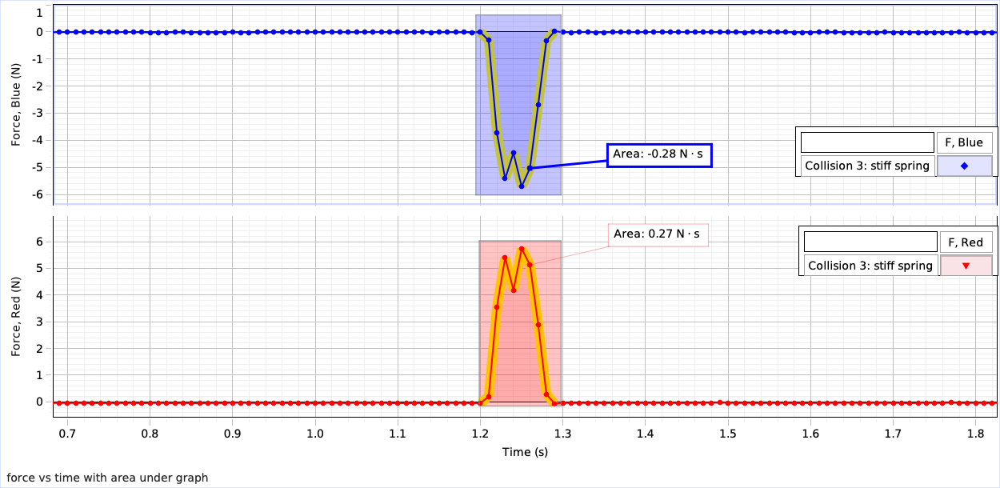 1
0
-1
-2
-3
-4
-5
-6
Force, Blue (N)
Area: -0.28 N · s
F, Blue
Collision 3: stiff spring
6
5
4
3
2
1
0
Force, Red (N)
Area: 0.27 N · s
F, Red
Collision 3: stiff spring
0.7 0.8 0.9 1.0 1.1 1.2 1.3 1.4 1.5 1.6 1.7 1.8
Time (s)
force vs time with area under graph